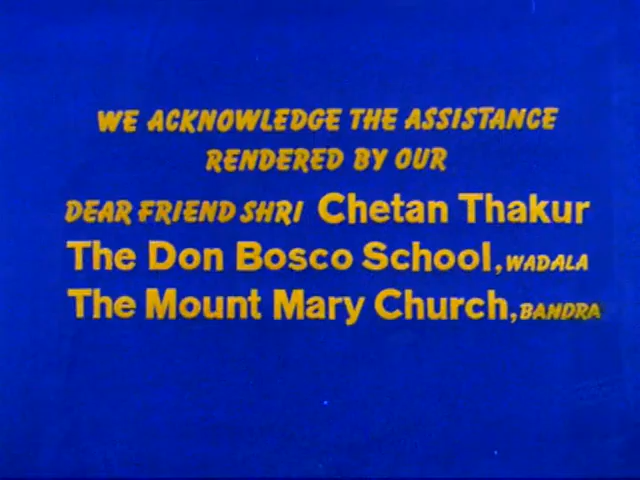 WE ACKNOWLEDGE THE ASSISTANCE
RENDERED BY OUR
DEAR FRIEND SHRI Chetan Thakur
The Don Bosco School, WADALA
The Mount Mary Church, BANDRA